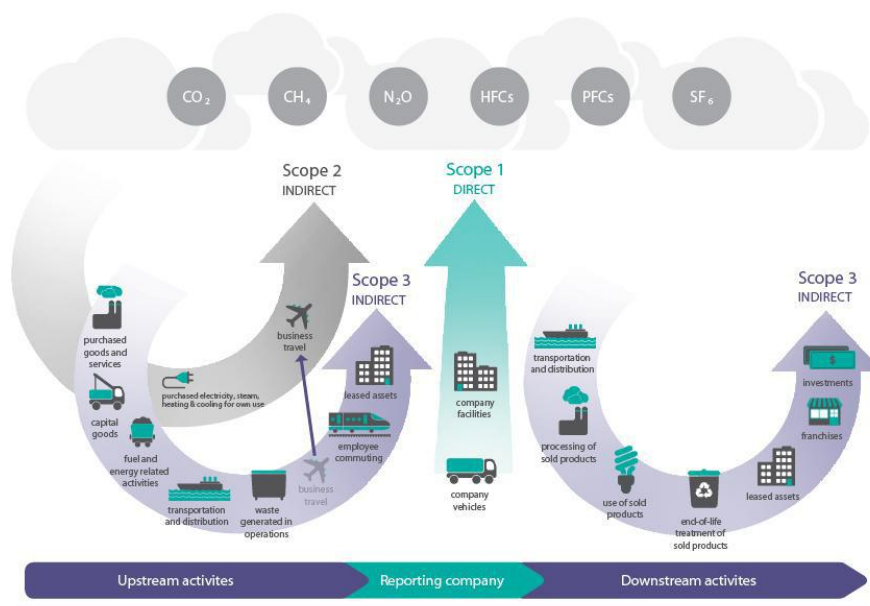 CO₂
CH₄
N₂O
HFCs
PFCs
SF₆
Scope 2
INDIRECT
Scope 1
DIRECT
Scope 3
INDIRECT
Scope 3
INDIRECT
purchased
goods and
services
capital
goods
fuel and
energy related
activities
purchased electricity, steam,
heating & cooling for own use
transportation
and distribution
waste
generated in
operations
business
travel
business
travel
employee
commuting
leased assets
company
facilities
company
vehicles
transportation
and distribution
processing of
sold products
use of sold
products
end-of-life
treatment of
sold products
leased assets
franchises
investments
Upstream activites
Reporting company
Downstream activites